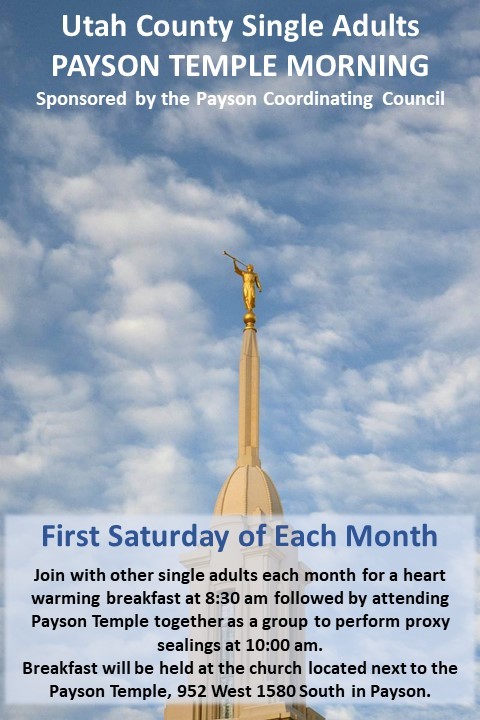 Utah County Single Adults
PAYSON TEMPLE MORNING
Sponsored by the Payson Coordinating Council
First Saturday of Each Month
Join with other single adults each month for a heart
warming breakfast at 8:30 am followed by attending
Payson Temple together as a group to perform proxy
sealings at 10:00 am.
Breakfast will be held at the church located next to the
Payson Temple, 952 West 1580 South in Payson.